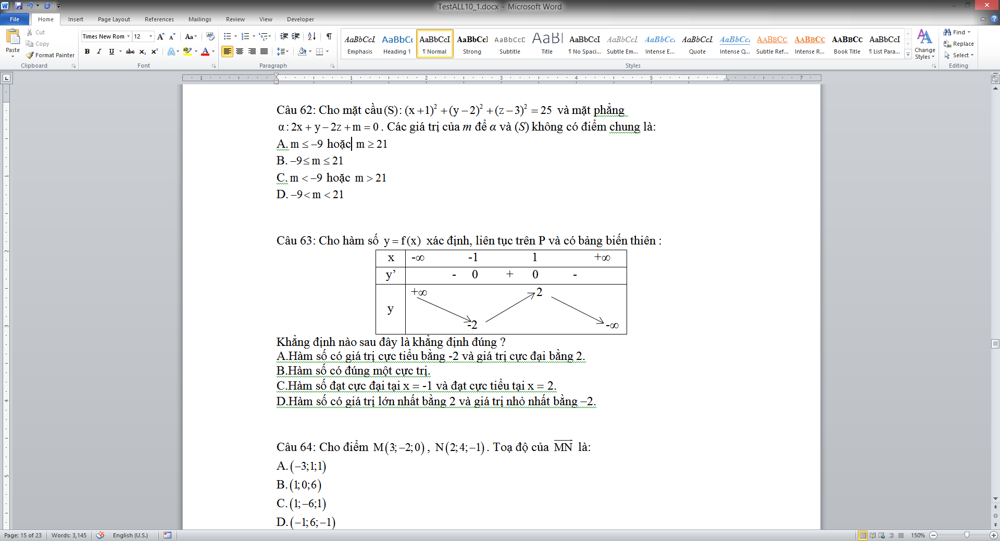 TestALL10_1.docx - Microsoft Word
File Home Insert Page Layout References Mailings Review View Developer
Paste Cut Copy Format Painter Clipboard
Times New Rom 12 Font
Paragraph
AaBbCcL AaBbCc AaBbCcI AaBbCcI AaBbCcD AaBl AaBbCcI AaBbCcL AaBbCcI AaBbCcL AaBbCcI AABBCC AABBCC AABBCC AaBbCcI
Emphasis Heading 1 ¶ Normal Strong Subtitle Title ¶ No Spaci... Subtle Em... Intense E... Quote Intense Q... Subtle Ref... Intense R... Book Title ¶ List Para...
Styles Change Styles
Find Replace Select Editing
Câu 62: Cho mặt cầu (S): (x+1)² + (y−2)² + (z−3)² = 25 và mặt phẳng
α: 2x + y − 2z + m = 0. Các giá trị của m để α và (S) không có điểm chung là:
A. m ≤ −9 hoặc m ≥ 21
B. −9 ≤ m ≤ 21
C. m < −9 hoặc m > 21
D. −9 < m < 21
Câu 63: Cho hàm số y = f(x) xác định, liên tục trên P và có bảng biến thiên :
x -∞ -1 1 +∞
y’ - 0 + 0 -
+∞ 2
y
-2 -∞
Khẳng định nào sau đây là khẳng định đúng ?
A.Hàm số có giá trị cực tiểu bằng -2 và giá trị cực đại bằng 2.
B.Hàm số có đúng một cực trị.
C.Hàm số đạt cực đại tại x = -1 và đạt cực tiểu tại x = 2.
D.Hàm số có giá trị lớn nhất bằng 2 và giá trị nhỏ nhất bằng –2.
Câu 64: Cho điểm M(3;−2;0), N(2;4;−1). Toạ độ của MN⃗ là:
A. (−3;1;1)
B. (1;0;6)
C. (1;−6;1)
D. (−1;6;−1)
Page: 15 of 23 Words: 3,145 English (U.S.) 150%